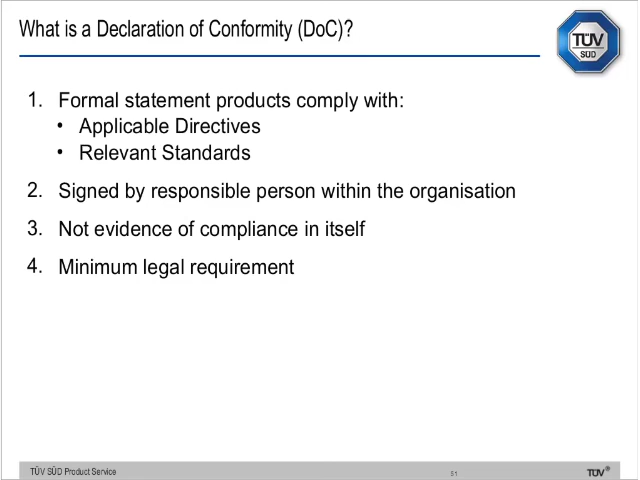 What is a Declaration of Conformity (DoC)?
TÜV
SÜD
1. Formal statement products comply with:
• Applicable Directives
• Relevant Standards
2. Signed by responsible person within the organisation
3. Not evidence of compliance in itself
4. Minimum legal requirement
TÜV SÜD Product Service
51
TÜV®